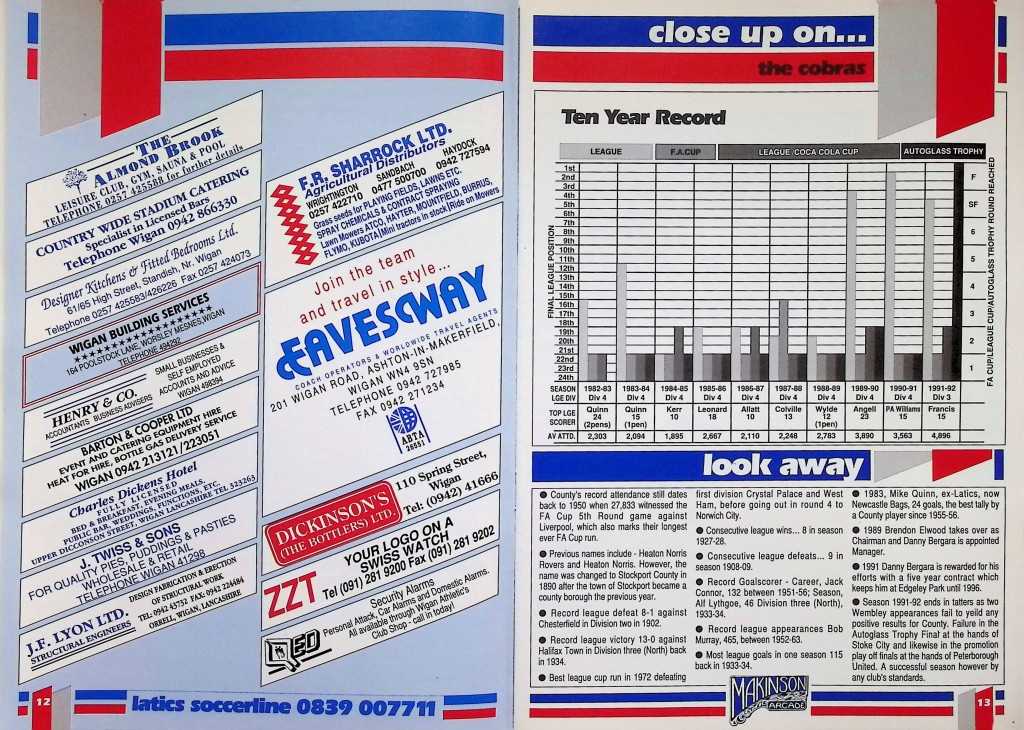 THE
ALMOND BROOK
LEISURE CLUB, GYM, SAUNA & POOL
TELEPHONE 0257 425588 for further details
COUNTRY WIDE STADIUM CATERING
Specialist in Licensed Bars
Telephone Wigan 0942 866330
Designer Kitchens & Fitted Bedrooms Ltd.
61/65 High Street, Standish, Nr. Wigan
Telephone 0257 425583/426226 Fax 0257 424073
WIGAN BUILDING SERVICES
164 POOLSTOCK LANE, WORSLEY MESNES, WIGAN
TELEPHONE 494292
HENRY & CO.
ACCOUNTANTS BUSINESS ADVISERS
SMALL BUSINESSES &
SELF EMPLOYED
ACCOUNTS AND ADVICE
WIGAN 498394
BARTON & COOPER LTD
EVENT AND CATERING EQUIPMENT HIRE
HEAT FOR HIRE, BOTTLE GAS DELIVERY SERVICE
WIGAN 0942 213121/223051
Charles Dickens Hotel
FULLY LICENSED
BED & BREAKFAST, EVENING MEALS,
PUBLIC BAR, WEDDINGS, FUNCTIONS, ETC.
UPPER DICCONSON STREET, WIGAN LANCASHIRE TEL 323263
J. TWISS & SONS
FOR QUALITY PIES, PUDDINGS & PASTIES
WHOLESALE & RETAIL
TELEPHONE WIGAN 41298
J.F. LYON LTD.
STRUCTURAL ENGINEERS
DESIGN FABRICATION & ERECTION
OF STRUCTURAL WORK
TEL: 0942 45752 FAX: 0942 224684
ORRELL, WIGAN, LANCASHIRE
F.R. SHARROCK LTD.
Agricultural Distributors
WRIGHTINGTON SANDBACH HAYDOCK
0257 422710 0477 500700 0942 727594
Grass seeds for PLAYING FIELDS, LAWNS ETC.
SPRAY CHEMICALS & CONTRACT SPRAYING
Lawn Mowers ATCO, HAYTER, MOUNTFIELD, BURRUS,
FLYMO, KUBOTA | Mini tractors in stock | Ride on Mowers
Join the team
and travel in style...
EAVESWAY
COACH OPERATORS & WORLDWIDE TRAVEL AGENTS
201 WIGAN ROAD, ASHTON-IN-MAKERFIELD,
WIGAN WN4 9SN
TELEPHONE 0942 727985
FAX 0942 271234
ABTA
26551
DICKINSON'S
(THE BOTTLERS) LTD.
110 Spring Street,
Wigan
Tel: (0942) 41666
ZZT
YOUR LOGO ON A
SWISS WATCH
Tel (091) 281 9200 Fax (091) 281 9202
QED
Security Alarms
Personal Attack, Car Alarms and Domestic Alarms.
All available through Wigan Athletic's
Club Shop - call in today!
12
latics soccerline 0839 007711
close up on...
the cobras
Ten Year Record
LEAGUE F.A.CUP LEAGUE/COCA COLA CUP AUTOGLASS TROPHY
FINAL LEAGUE POSITION
1st
2nd
3rd
4th
5th
6th
7th
8th
9th
10th
11th
12th
13th
14th
15th
16th
17th
18th
19th
20th
21st
22nd
23rd
24th
F
SF
6
5
4
3
2
1
FA CUP/LEAGUE CUP/AUTOGLASS TROPHY ROUND REACHED
SEASON 1982-83 1983-84 1984-85 1985-86 1986-87 1987-88 1988-89 1989-90 1990-91 1991-92
LGE DIV Div 4 Div 4 Div 4 Div 4 Div 4 Div 4 Div 4 Div 4 Div 4 Div 3
TOP LGE Quinn Quinn Kerr Leonard Allatt Colville Wylde Angell PA Williams Francis
SCORER 24 15 10 18 10 13 12 23 15 15
(2pens) (1pen) (1pen)
AV ATTD. 2,303 2,094 1,895 2,667 2,110 2,248 2,783 3,890 3,563 4,896
look away
● County's record attendance still dates
back to 1950 when 27,833 witnessed the
FA Cup 5th Round game against
Liverpool, which also marks their longest
ever FA Cup run.
● Previous names include - Heaton Norris
Rovers and Heaton Norris. However, the
name was changed to Stockport County in
1890 after the town of Stockport became a
county borough the previous year.
● Record league defeat 8-1 against
Chesterfield in Division two in 1902.
● Record league victory 13-0 against
Halifax Town in Division three (North) back
in 1934.
● Best league cup run in 1972 defeating
first division Crystal Palace and West
Ham, before going out in round 4 to
Norwich City.
● Consecutive league wins... 8 in season
1927-28.
● Consecutive league defeats... 9 in
season 1908-09.
● Record Goalscorer - Career, Jack
Connor, 132 between 1951-56; Season,
Alf Lythgoe, 46 Division three (North),
1933-34.
● Record league appearances Bob
Murray, 465, between 1952-63.
● Most league goals in one season 115
back in 1933-34.
● 1983, Mike Quinn, ex-Latics, now
Newcastle Bags, 24 goals, the best tally by
a County player since 1955-56.
● 1989 Brendon Elwood takes over as
Chairman and Danny Bergara is appointed
Manager.
● 1991 Danny Bergara is rewarded for his
efforts with a five year contract which
keeps him at Edgeley Park until 1996.
● Season 1991-92 ends in tatters as two
Wembley appearances fail to yeild any
positive results for County. Failure in the
Autoglass Trophy Final at the hands of
Stoke City and likewise in the promotion
play off finals at the hands of Peterborough
United. A successful season however by
any club's standards.
MAKINSON
ARCADE
13